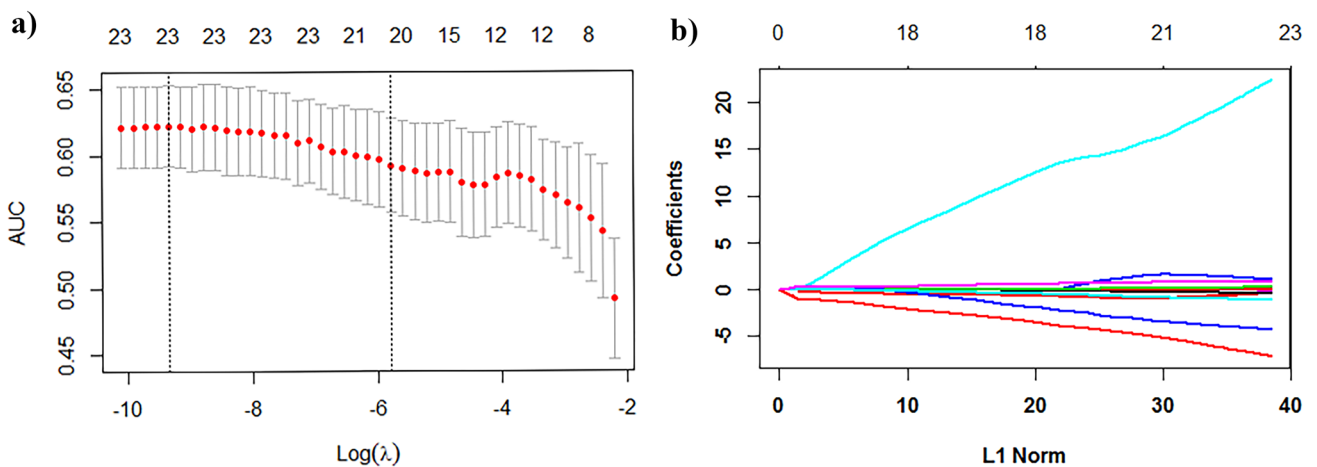 a)
23 23 23 23 23 21 20 15 12 12 8
AUC
0.65
0.60
0.55
0.50
0.45
-10 -8 -6 -4 -2
Log(λ)
b)
0 18 18 21 23
Coefficients
20
15
10
5
0
-5
0 10 20 30 40
L1 Norm